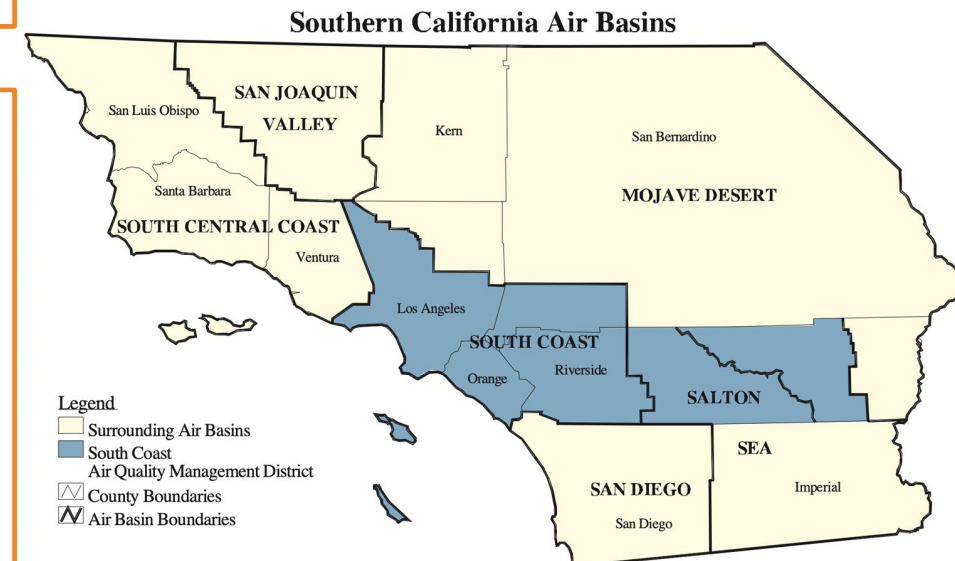 Southern California Air Basins
SAN JOAQUIN
VALLEY
San Luis Obispo
Kern
San Bernardino
Santa Barbara
MOJAVE DESERT
SOUTH CENTRAL COAST
Ventura
Los Angeles
SOUTH COAST
Orange
Riverside
SALTON
SEA
SAN DIEGO
San Diego
Imperial
Legend
Surrounding Air Basins
South Coast
Air Quality Management District
County Boundaries
Air Basin Boundaries